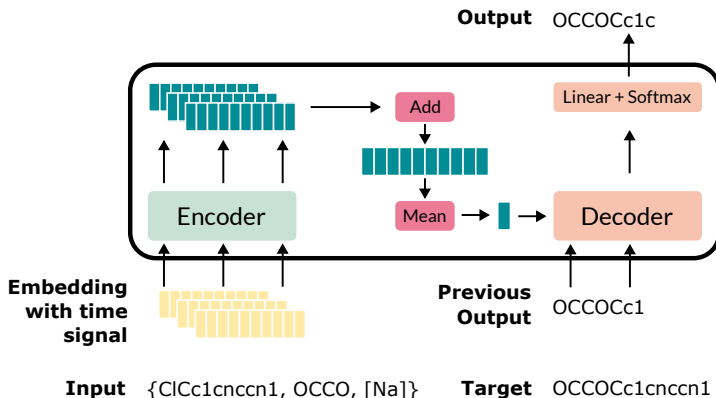 Output OCCOCc1c
Linear + Softmax
Add
Encoder
Mean
Decoder
Embedding
with time
signal
Previous
Output
OCCOCc1
Input {ClCc1cnccn1, OCCO, [Na]}
Target OCCOCc1cnccn1